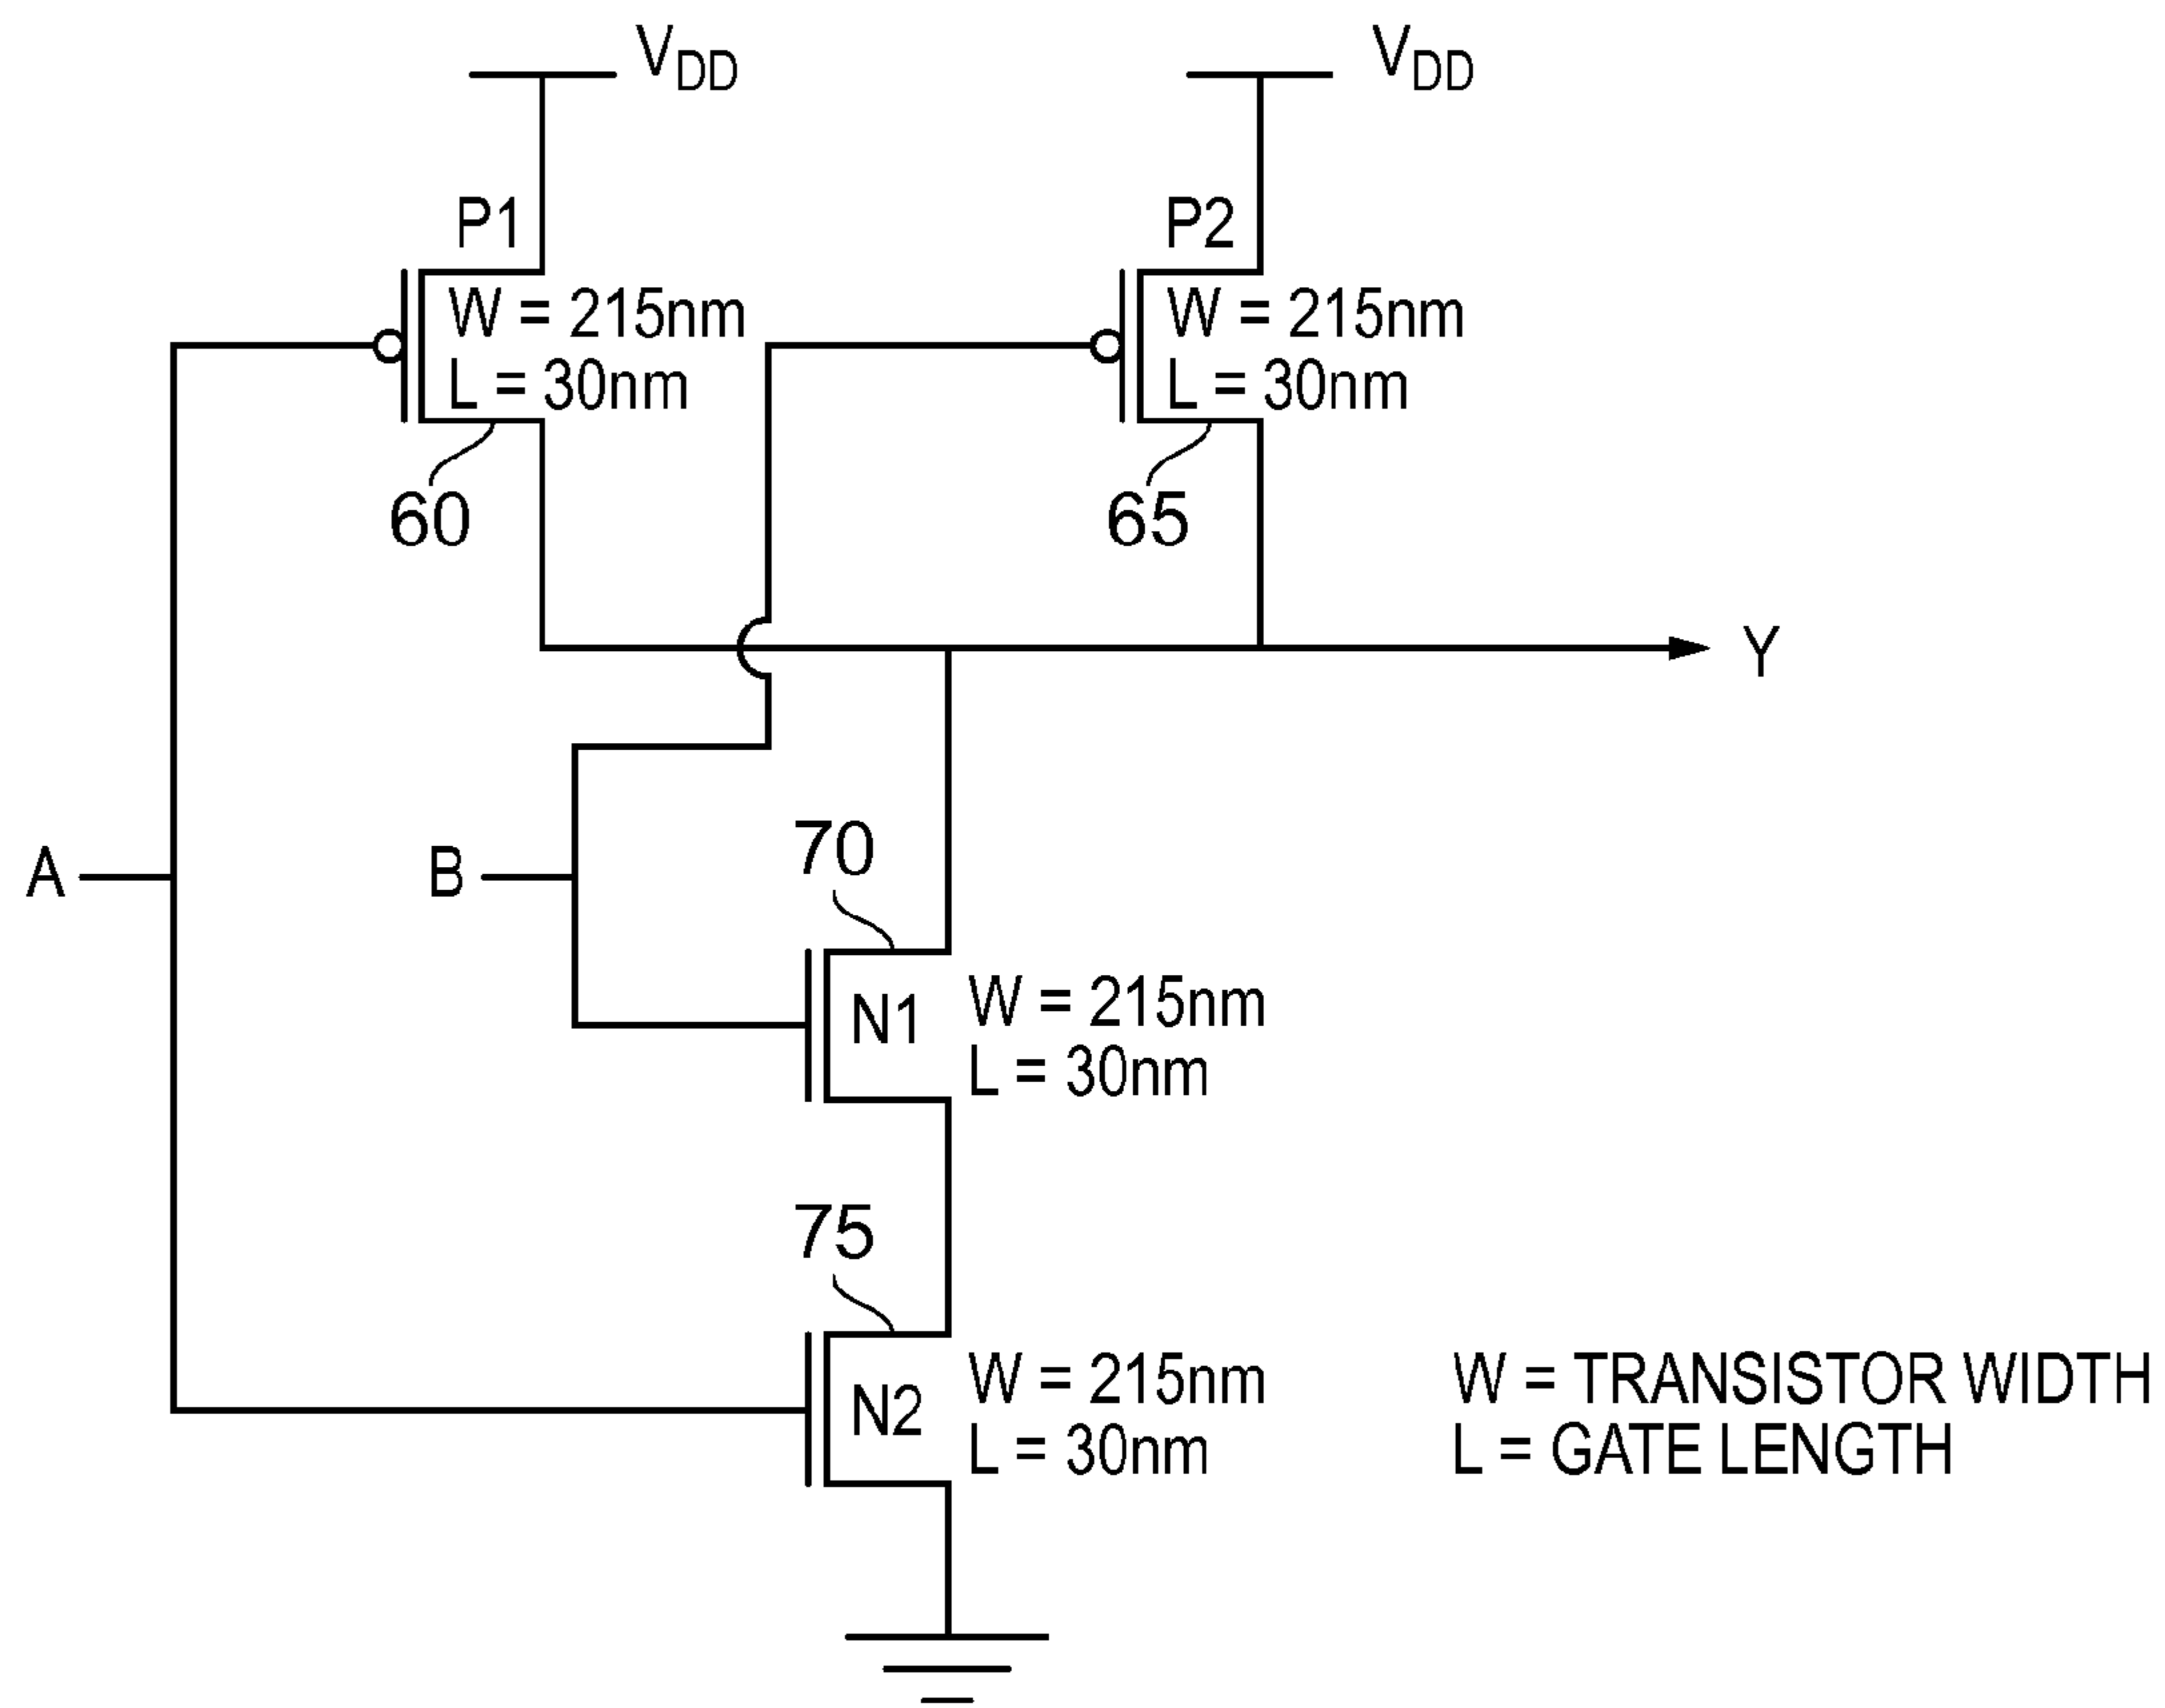 VDD
VDD
P1
W = 215nm
L = 30nm
60
P2
W = 215nm
L = 30nm
65
Y
A
B
70
N1
W = 215nm
L = 30nm
75
N2
W = 215nm
L = 30nm
W = TRANSISTOR WIDTH
L = GATE LENGTH